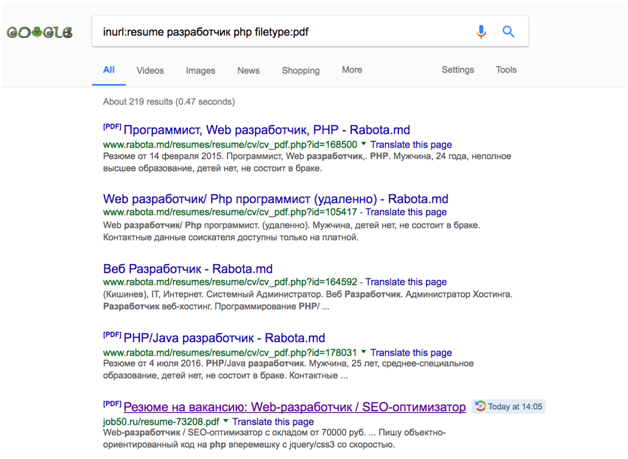 GOOGLE
inurl:resume разработчик php filetype:pdf
All Videos Images News Shopping More Settings Tools
About 219 results (0.47 seconds)
[PDF] Программист, Web разработчик, PHP - Rabota.md
www.rabota.md/resumes/resume/cv/cv_pdf.php?id=168500 ▼ Translate this page
Резюме от 14 февраля 2015. Программист, Web разработчик,. PHP. Мужчина, 24 года, неполное
высшее образование, детей нет, не состоит в браке.
Web разработчик/ Php программист (удаленно) - Rabota.md
www.rabota.md/resumes/resume/cv/cv_pdf.php?id=105417 - Translate this page
Web разработчик/ Php программист. (удаленно). Мужчина, детей нет, не состоит в браке.
Контактные данные соискателя доступны только на платной.
Веб Разработчик - Rabota.md
www.rabota.md/resumes/resume/cv/cv_pdf.php?id=164592 - Translate this page
(Кишинев), IT, Интернет. Системный Администратор. Веб Разработчик. Администратор Хостинга.
Разработчик веб-хостинг. Программирование PHP/ ...
[PDF] PHP/Java разработчик - Rabota.md
www.rabota.md/resumes/resume/cv/cv_pdf.php?id=178031 ▼ Translate this page
Резюме от 4 июля 2016. PHP/Java разработчик. Мужчина, 25 лет, среднее-специальное
образование, детей нет, не состоит в браке. Контактные ...
[PDF] Резюме на вакансию: Web-разработчик / SEO-оптимизатор Today at 14:05
job50.ru/resume-73208.pdf ▼ Translate this page
Web-разработчик / SEO-оптимизатор с окладом от 70000 руб. ... Пишу объектно-
ориентированный код на php вперемешку с jquery/css3 со скоростью.